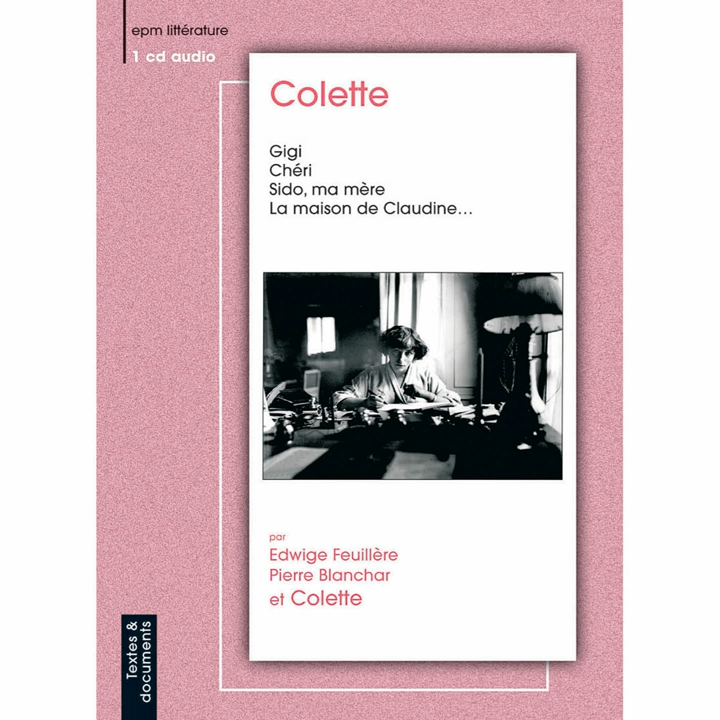 epm littérature
1 cd audio
Colette
Gigi
Chéri
Sido, ma mère
La maison de Claudine...
par
Edwige Feuillère
Pierre Blanchar
et Colette
Textes &
documents